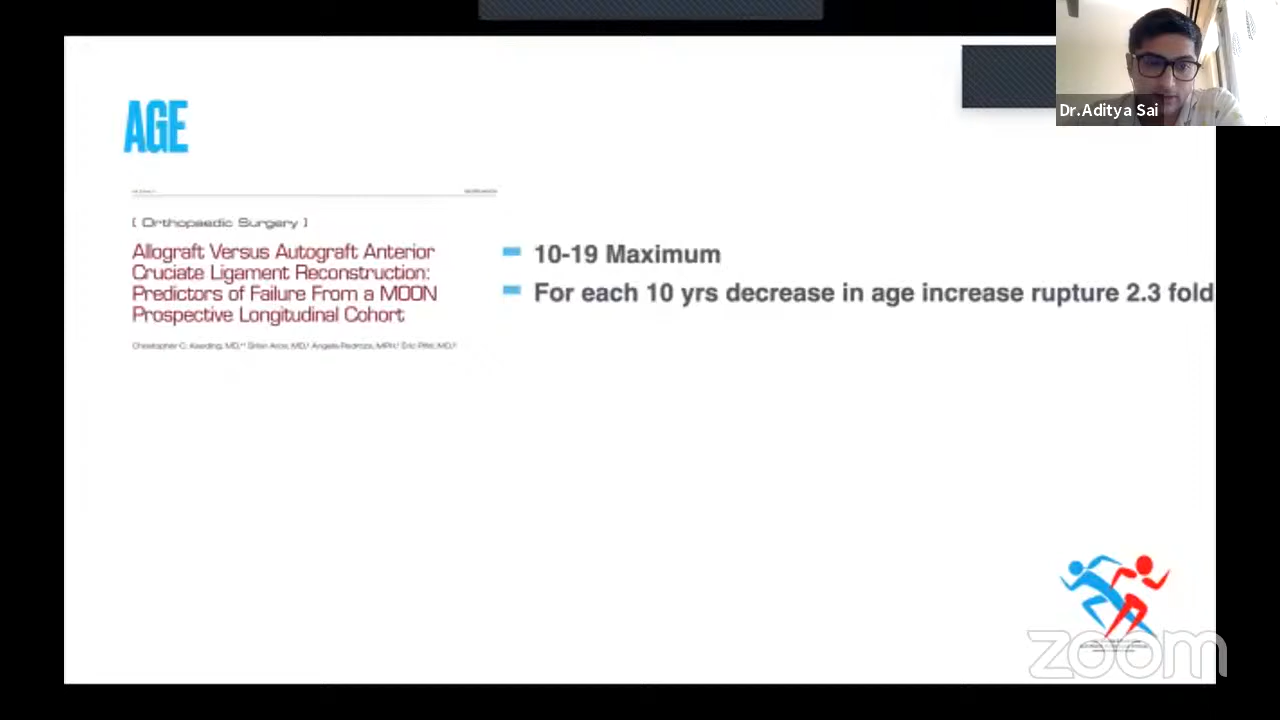 Dr.Aditya Sai
AGE
[ Orthopaedic Surgery ]
Allograft Versus Autograft Anterior
Cruciate Ligament Reconstruction:
Predictors of Failure From a MOON
Prospective Longitudinal Cohort
10-19 Maximum
For each 10 yrs decrease in age increase rupture 2.3 fold
zoom